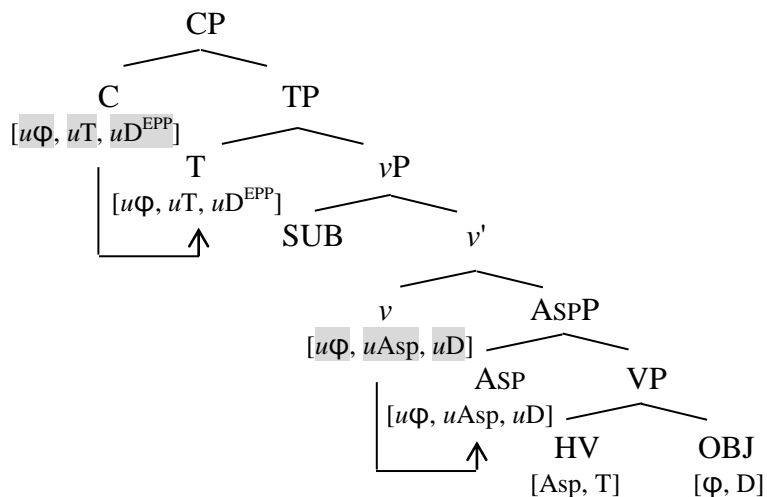 CP
C TP
[uφ, uT, uD^EPP]
T vP
[uφ, uT, uD^EPP]
SUB v'
v ASPP
[uφ, uAsp, uD]
ASP VP
[uφ, uAsp, uD]
HV OBJ
[Asp, T] [φ, D]